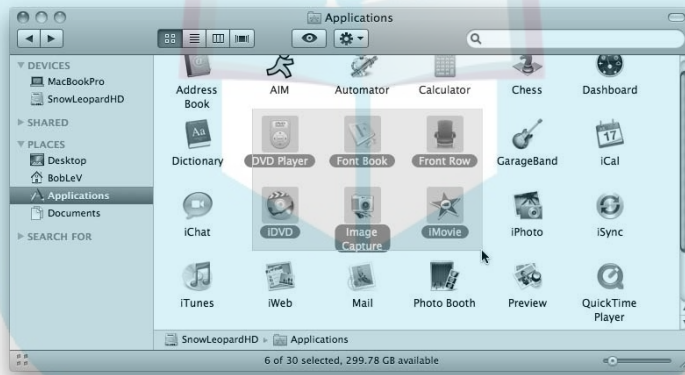 Applications
DEVICES
MacBookPro
SnowLeopardHD
SHARED
PLACES
Desktop
BobLeV
Applications
Documents
SEARCH FOR
Address Book
AIM
Automator
Calculator
Chess
Dashboard
Dictionary
DVD Player
Font Book
Front Row
GarageBand
iCal
iChat
iDVD
Image Capture
iMovie
iPhoto
iSync
iTunes
iWeb
Mail
Photo Booth
Preview
QuickTime Player
SnowLeopardHD Applications
6 of 30 selected, 299.78 GB available